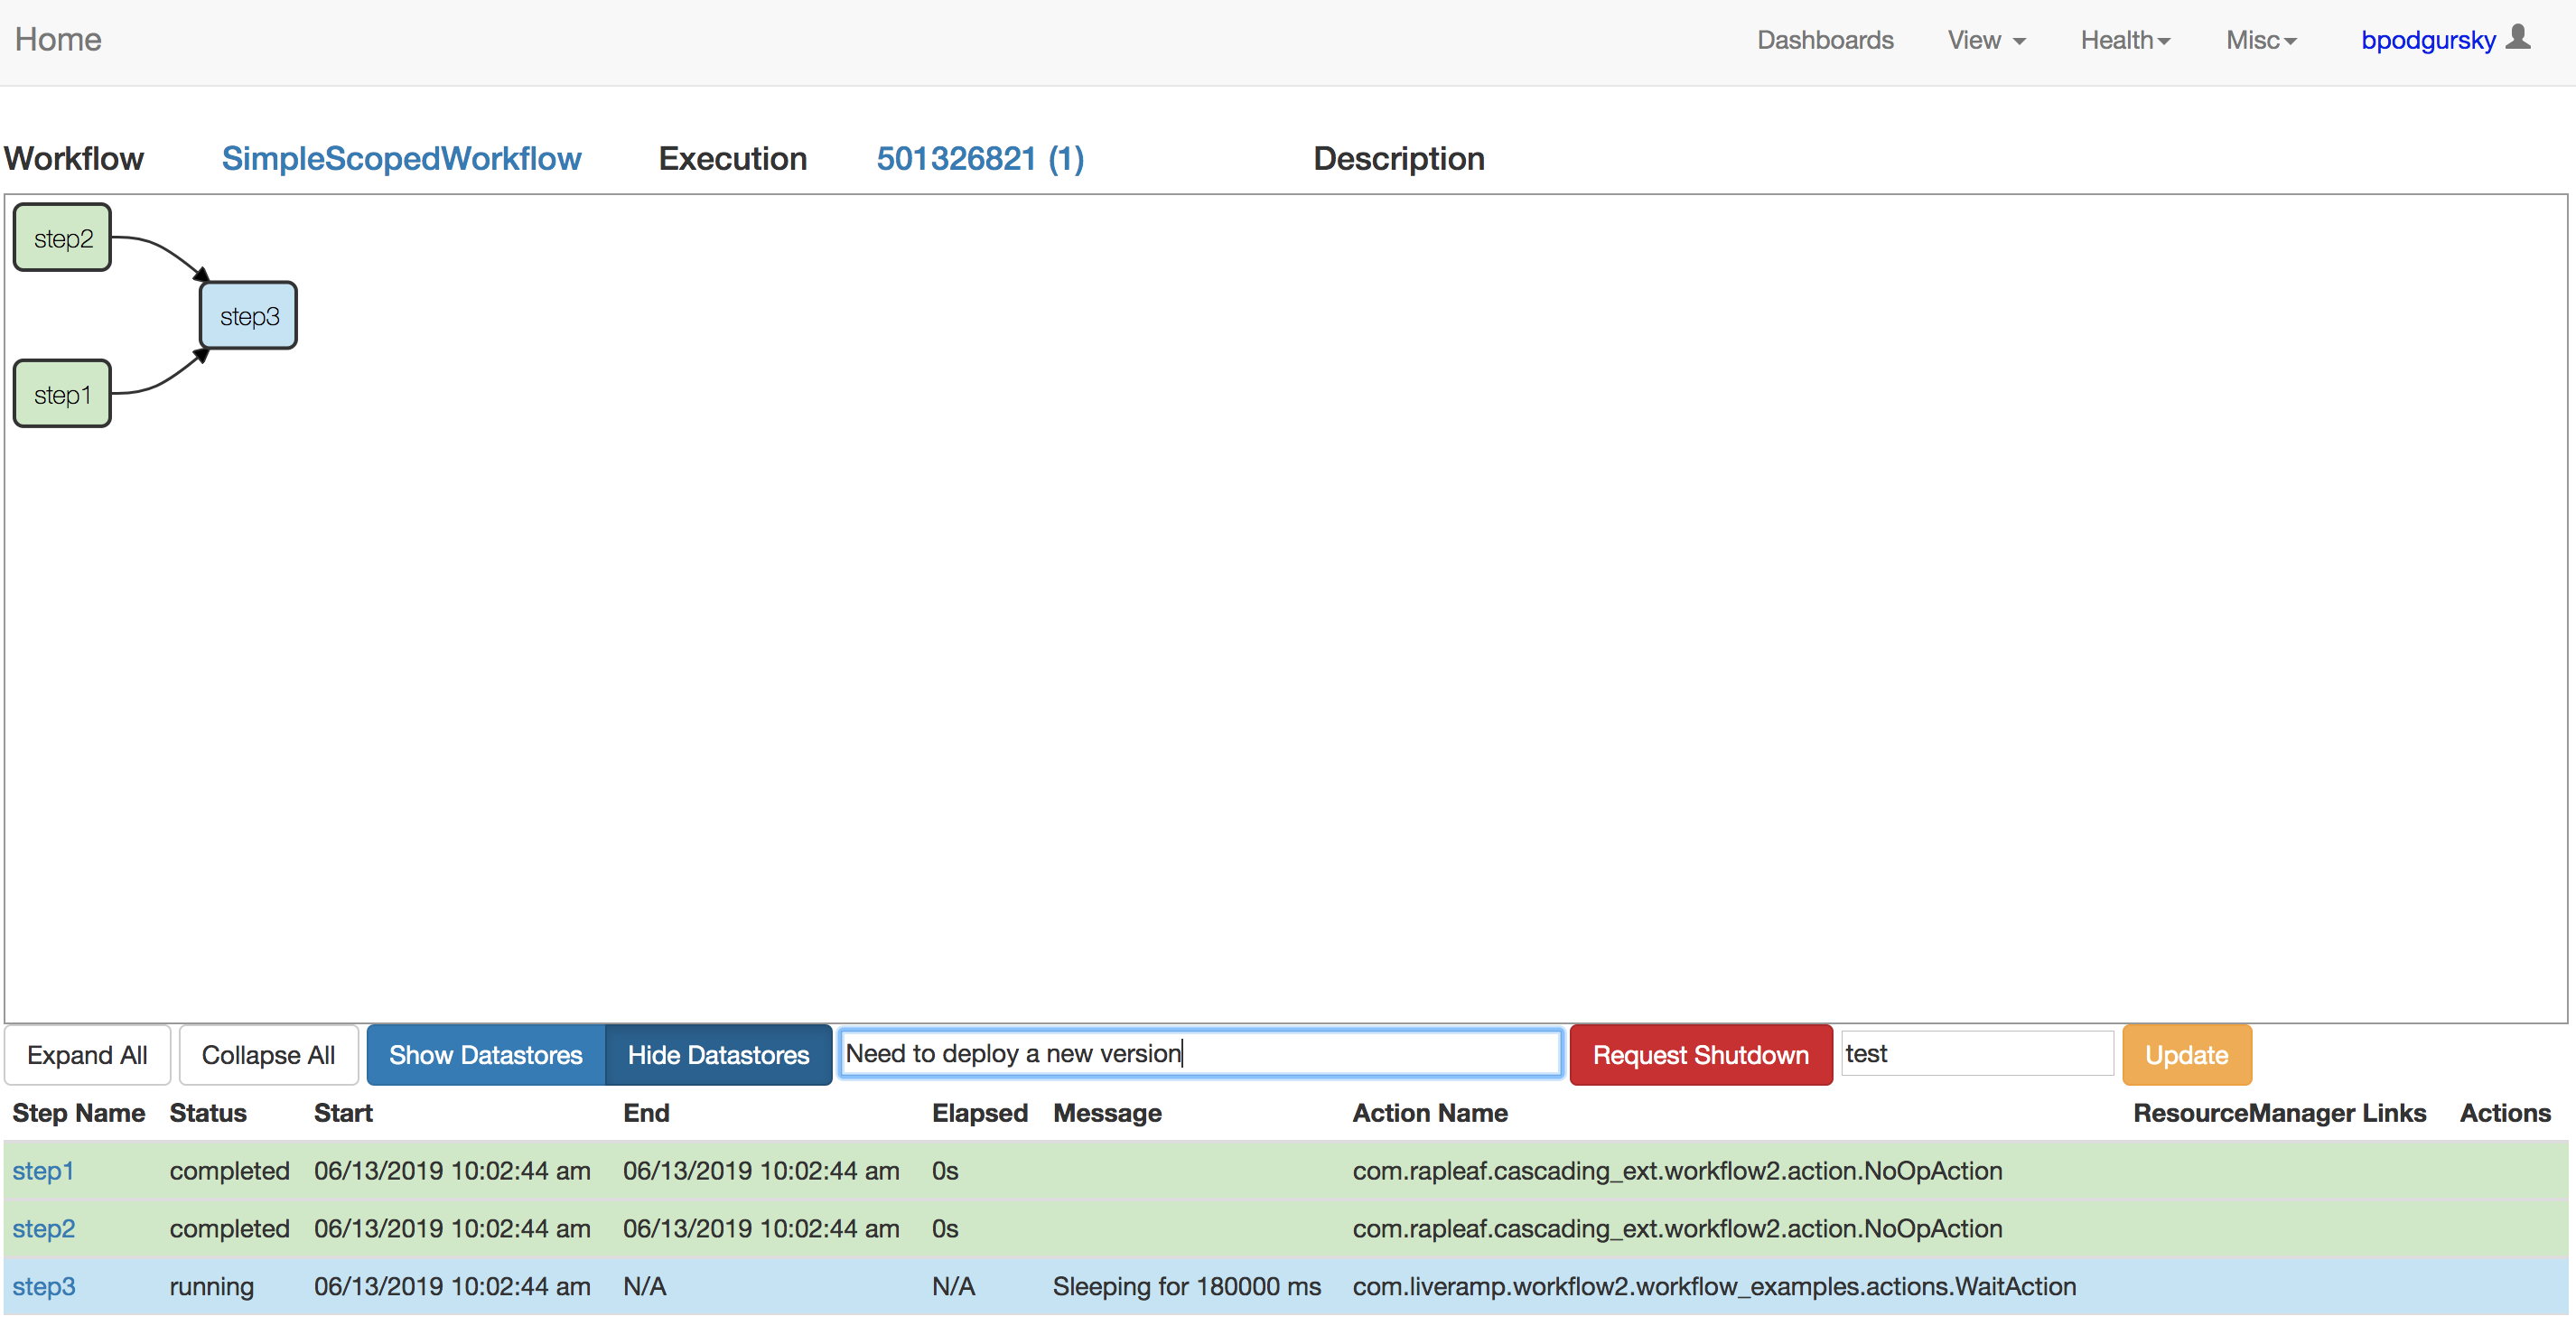 Home Dashboards View Health Misc bpodgursky
Workflow SimpleScopedWorkflow Execution 501326821 (1) Description
step2
step3
step1
Expand All Collapse All Show Datastores Hide Datastores Need to deploy a new version Request Shutdown test Update
Step Name Status Start End Elapsed Message Action Name ResourceManager Links Actions
step1 completed 06/13/2019 10:02:44 am 06/13/2019 10:02:44 am 0s com.rapleaf.cascading_ext.workflow2.action.NoOpAction
step2 completed 06/13/2019 10:02:44 am 06/13/2019 10:02:44 am 0s com.rapleaf.cascading_ext.workflow2.action.NoOpAction
step3 running 06/13/2019 10:02:44 am N/A N/A Sleeping for 180000 ms com.liveramp.workflow2.workflow_examples.actions.WaitAction